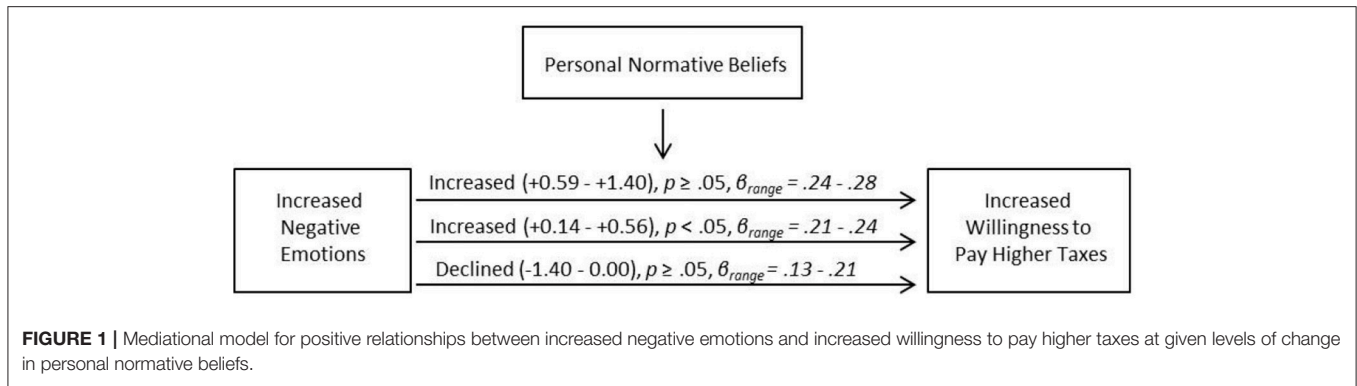 Personal Normative Beliefs
Increased (+0.59 - +1.40), p ≥ .05, β_range = .24 - .28
Increased
Negative
Emotions
Increased (+0.14 - +0.56), p < .05, β_range = .21 - .24
Declined (-1.40 - 0.00), p ≥ .05, β_range = .13 - .21
Increased
Willingness to
Pay Higher Taxes
FIGURE 1 | Mediational model for positive relationships between increased negative emotions and increased willingness to pay higher taxes at given levels of change
in personal normative beliefs.